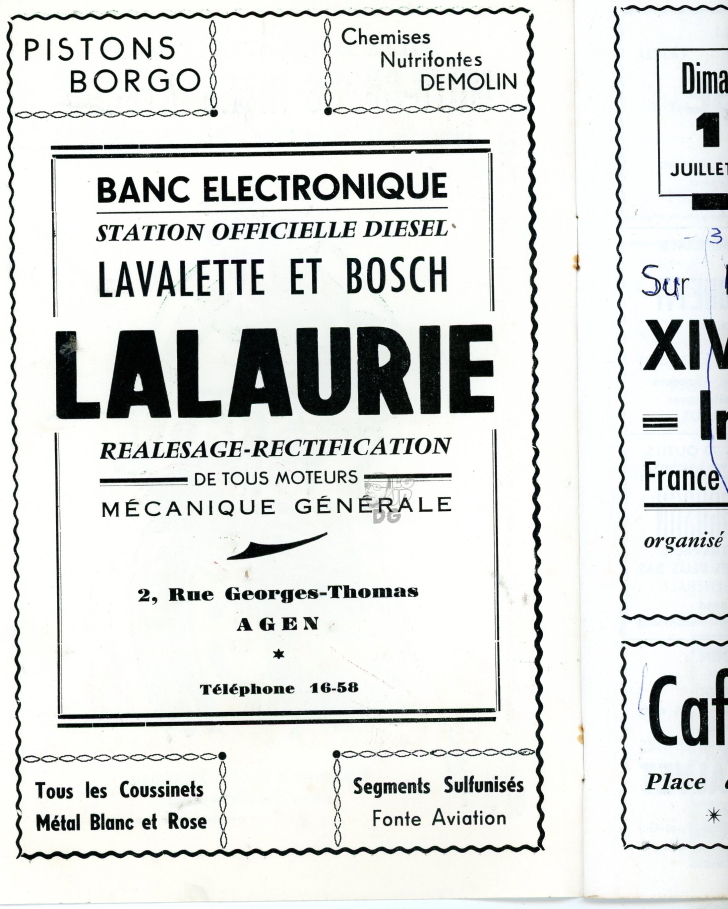 PISTONS
BORGO
Chemises
Nutrifontes
DEMOLIN
BANC ELECTRONIQUE
STATION OFFICIELLE DIESEL
LAVALETTE ET BOSCH
LALAURIE
REALESAGE-RECTIFICATION
DE TOUS MOTEURS
MÉCANIQUE GÉNÉRALE
2, Rue Georges-Thomas
AGEN
Téléphone 16-58
Tous les Coussinets
Métal Blanc et Rose
Segments Sulfunisés
Fonte Aviation
Dima
1
JUILLET
- 3
Sur
XIV
In
France
organisé
Caf
Place